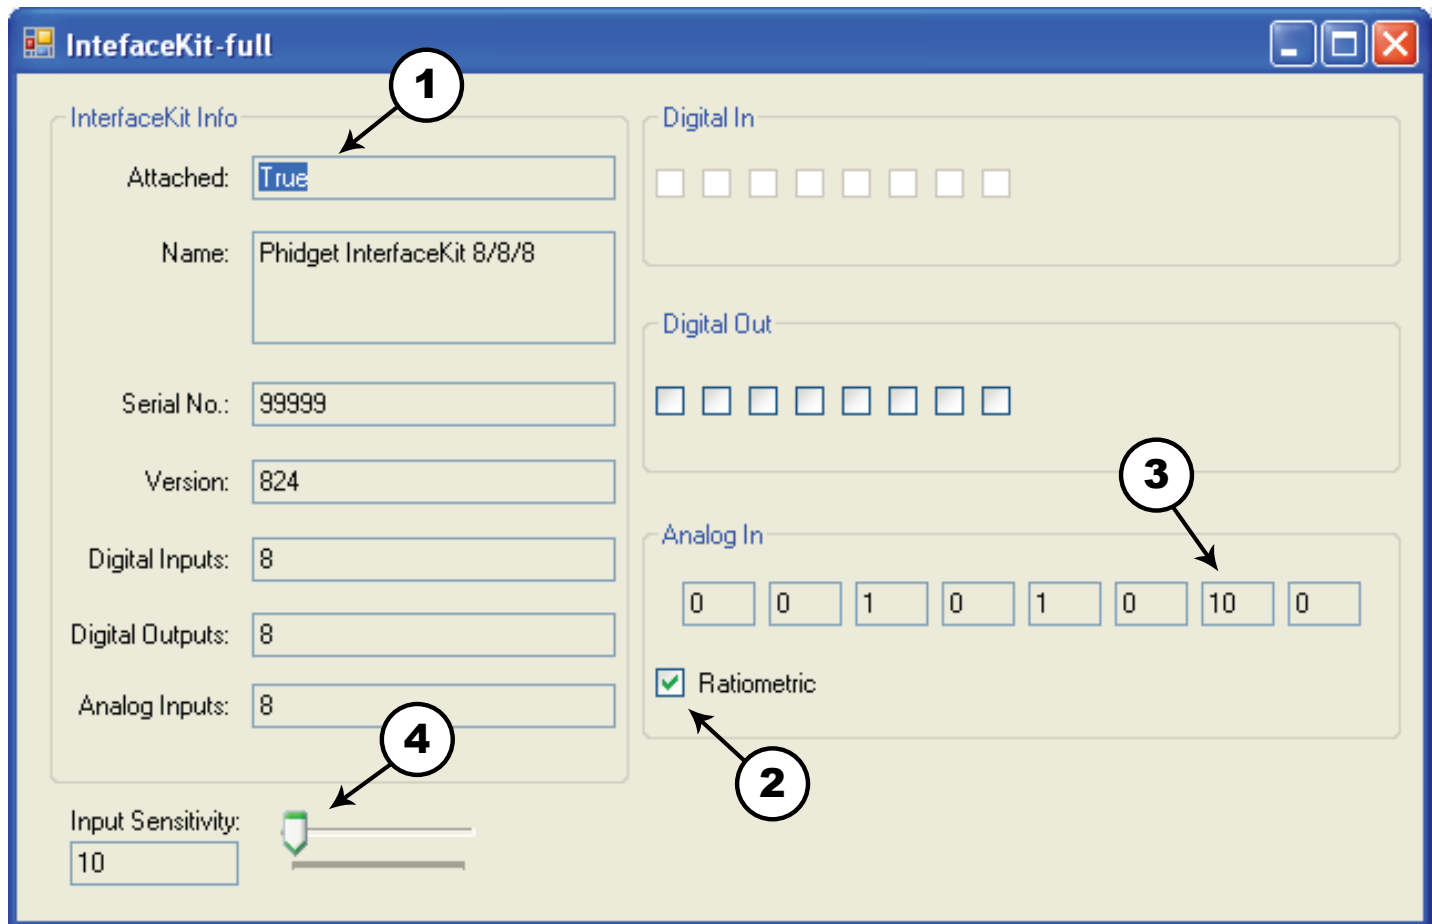 IntefaceKit-full
1
InterfaceKit Info
Attached: True
Name: Phidget InterfaceKit 8/8/8
Serial No.: 99999
Version: 824
Digital Inputs: 8
Digital Outputs: 8
Analog Inputs: 8
4
Input Sensitivity:
10
Digital In
Digital Out
3
Analog In
0 0 1 0 1 0 10 0
Ratiometric
2